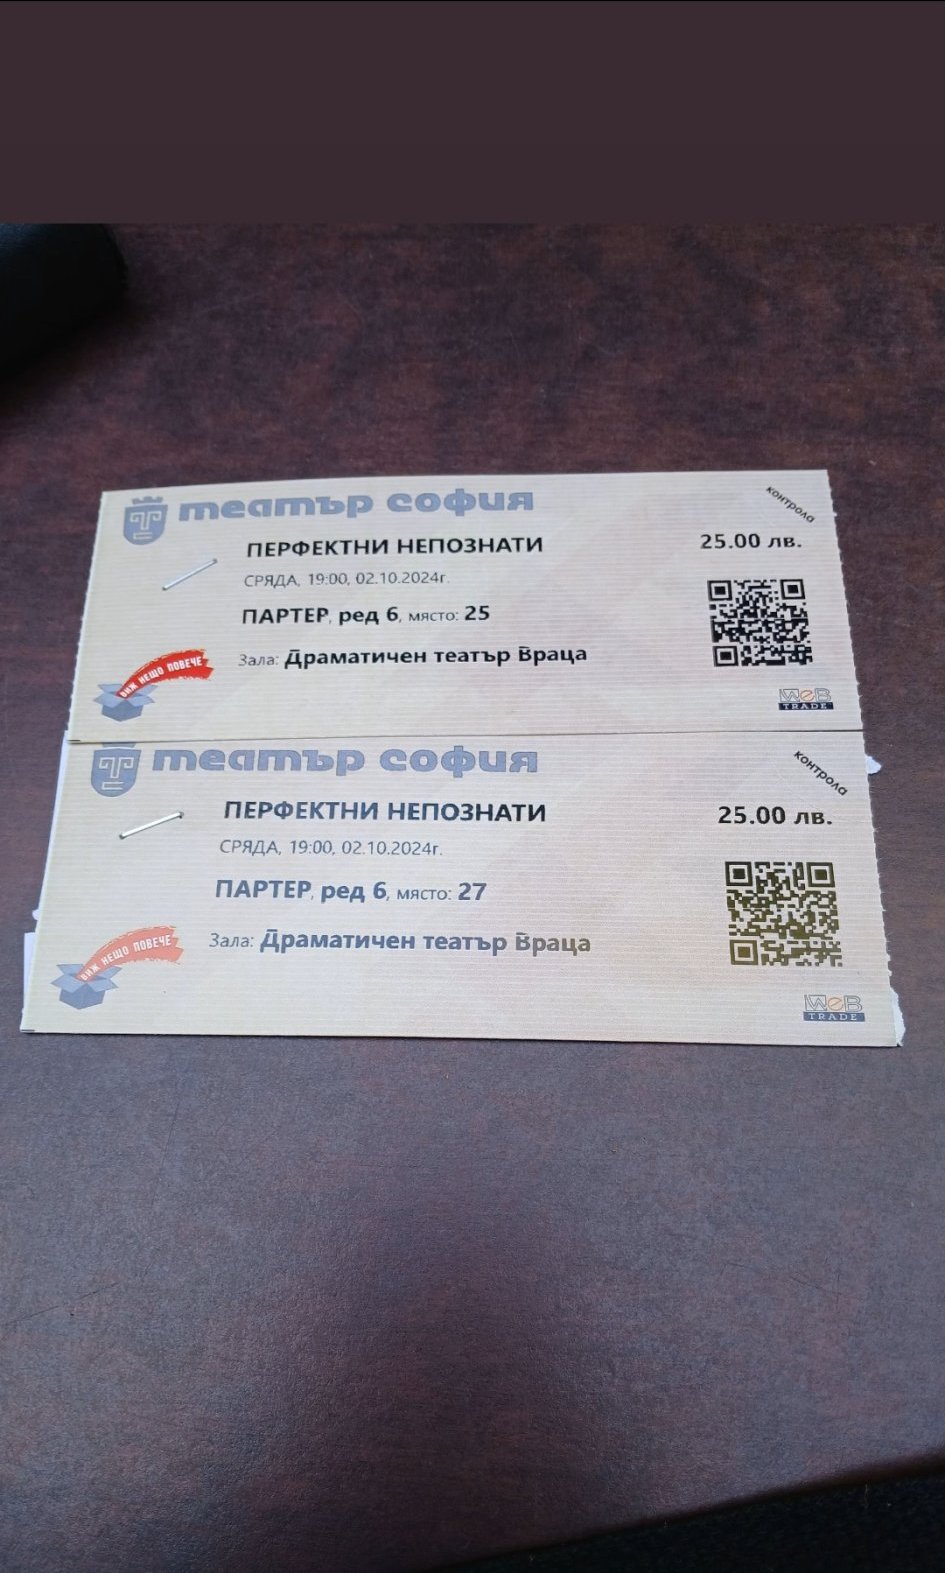 театър софия
контрола
ПЕРФЕКТНИ НЕПОЗНАТИ
25.00 лв.
СРЯДА, 19:00, 02.10.2024г.
ПАРТЕР, ред 6, място: 25
Зала: Драматичен театър Враца
ВИЖ НЕЩО ПОВЕЧЕ
WeB
TRADE
театър софия
контрола
ПЕРФЕКТНИ НЕПОЗНАТИ
25.00 лв.
СРЯДА, 19:00, 02.10.2024г.
ПАРТЕР, ред 6, място: 27
Зала: Драматичен театър Враца
ВИЖ НЕЩО ПОВЕЧЕ
WeB
TRADE